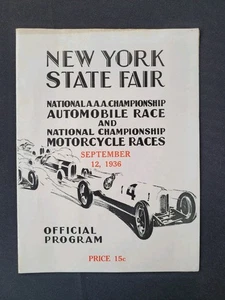 NEW YORK
STATE FAIR
NATIONAL A.A.A. CHAMPIONSHIP
AUTOMOBILE RACE
AND
NATIONAL CHAMPIONSHIP
MOTORCYCLE RACES
SEPTEMBER
12, 1936
4
OFFICIAL
PROGRAM
PRICE 15c